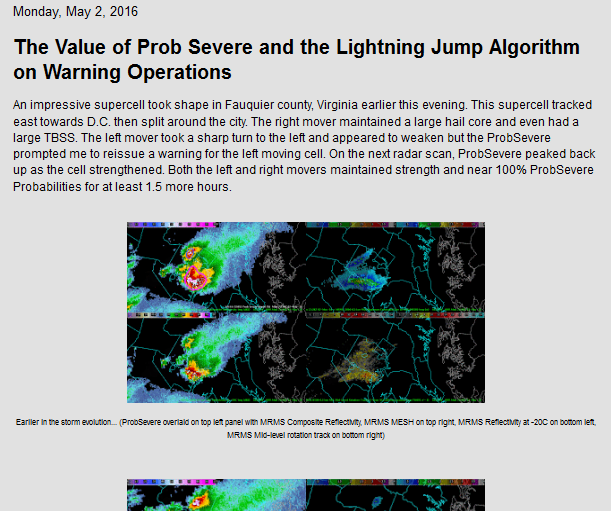 Monday, May 2, 2016
The Value of Prob Severe and the Lightning Jump Algorithm
on Warning Operations
An impressive supercell took shape in Fauquier county, Virginia earlier this evening. This supercell tracked
east towards D.C. then split around the city. The right mover maintained a large hail core and even had a
large TBSS. The left mover took a sharp turn to the left and appeared to weaken but the ProbSevere
prompted me to reissue a warning for the left moving cell. On the next radar scan, ProbSevere peaked back
up as the cell strengthened. Both the left and right movers maintained strength and near 100% ProbSevere
Probabilities for at least 1.5 more hours.
Earlier in the storm evolution... (ProbSevere overlaid on top left panel with MRMS Composite Reflectivity, MRMS MESH on top right, MRMS Reflectivity at -20C on bottom left,
MRMS Mid-level rotation track on bottom right)